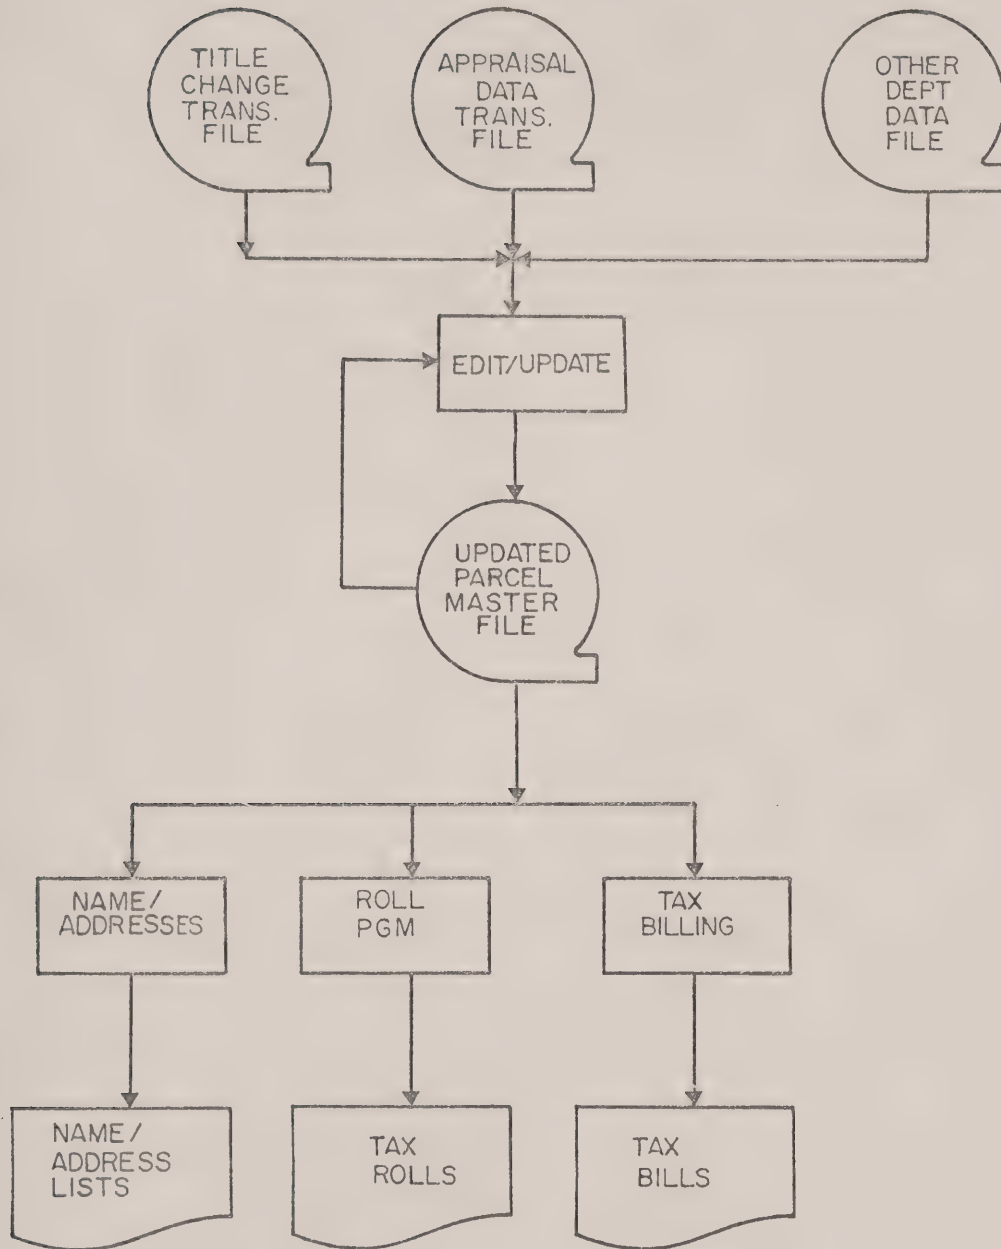 TITLE
CHANGE
TRANS.
FILE
APPRAISAL
DATA
TRANS.
FILE
OTHER
DEPT
DATA
FILE
EDIT/UPDATE
UPDATED
PARCEL
MASTER
FILE
NAME/
ADDRESSES
ROLL
PGM
TAX
BILLING
NAME/
ADDRESS
LISTS
TAX
ROLLS
TAX
BILLS